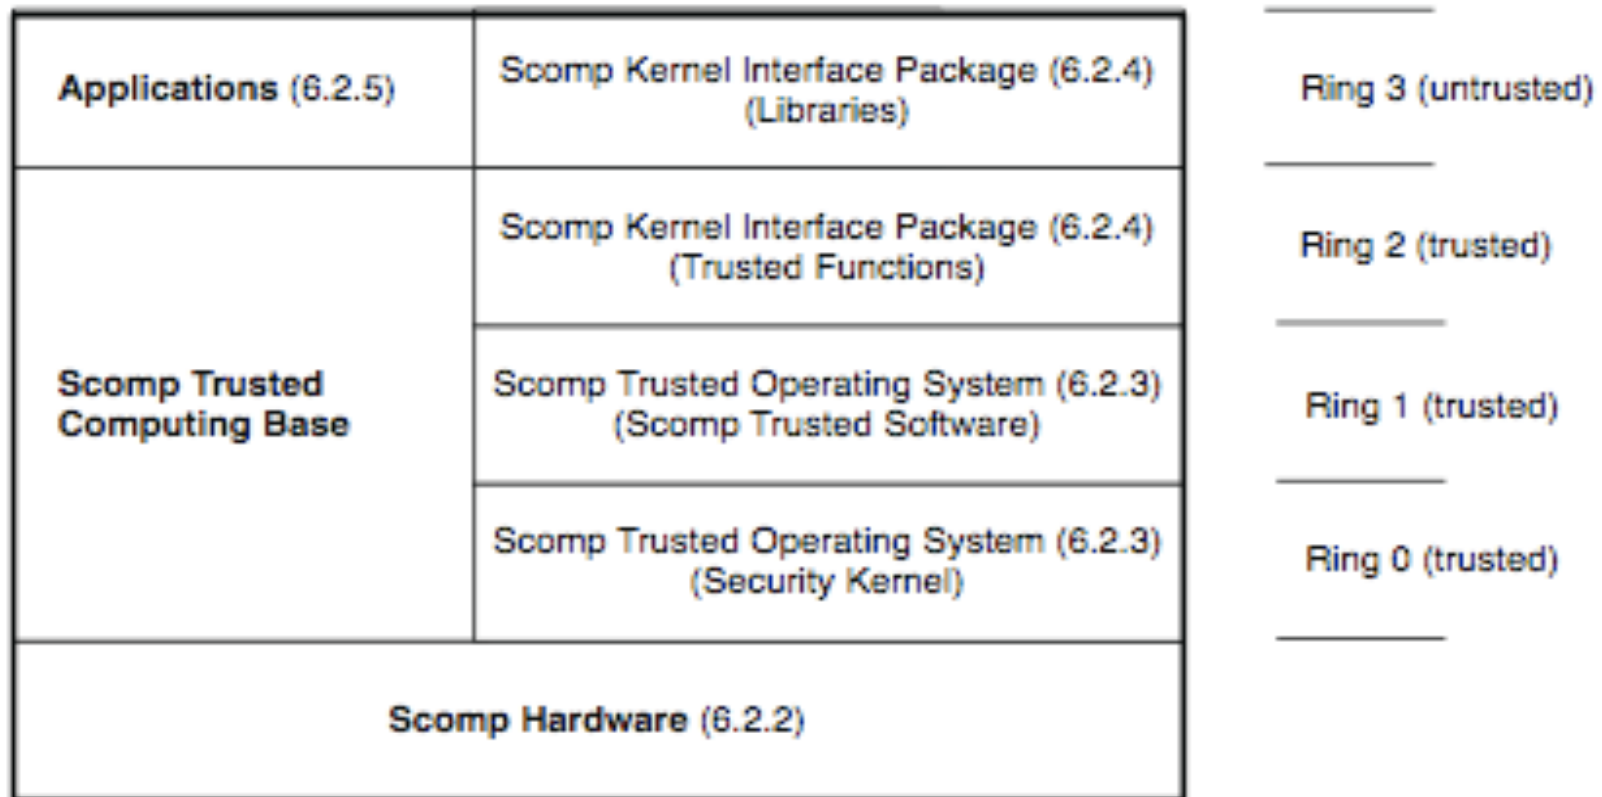 Applications (6.2.5)
Scomp Kernel Interface Package (6.2.4)
(Libraries)
Ring 3 (untrusted)
Scomp Kernel Interface Package (6.2.4)
(Trusted Functions)
Ring 2 (trusted)
Scomp Trusted
Computing Base
Scomp Trusted Operating System (6.2.3)
(Scomp Trusted Software)
Ring 1 (trusted)
Scomp Trusted Operating System (6.2.3)
(Security Kernel)
Ring 0 (trusted)
Scomp Hardware (6.2.2)